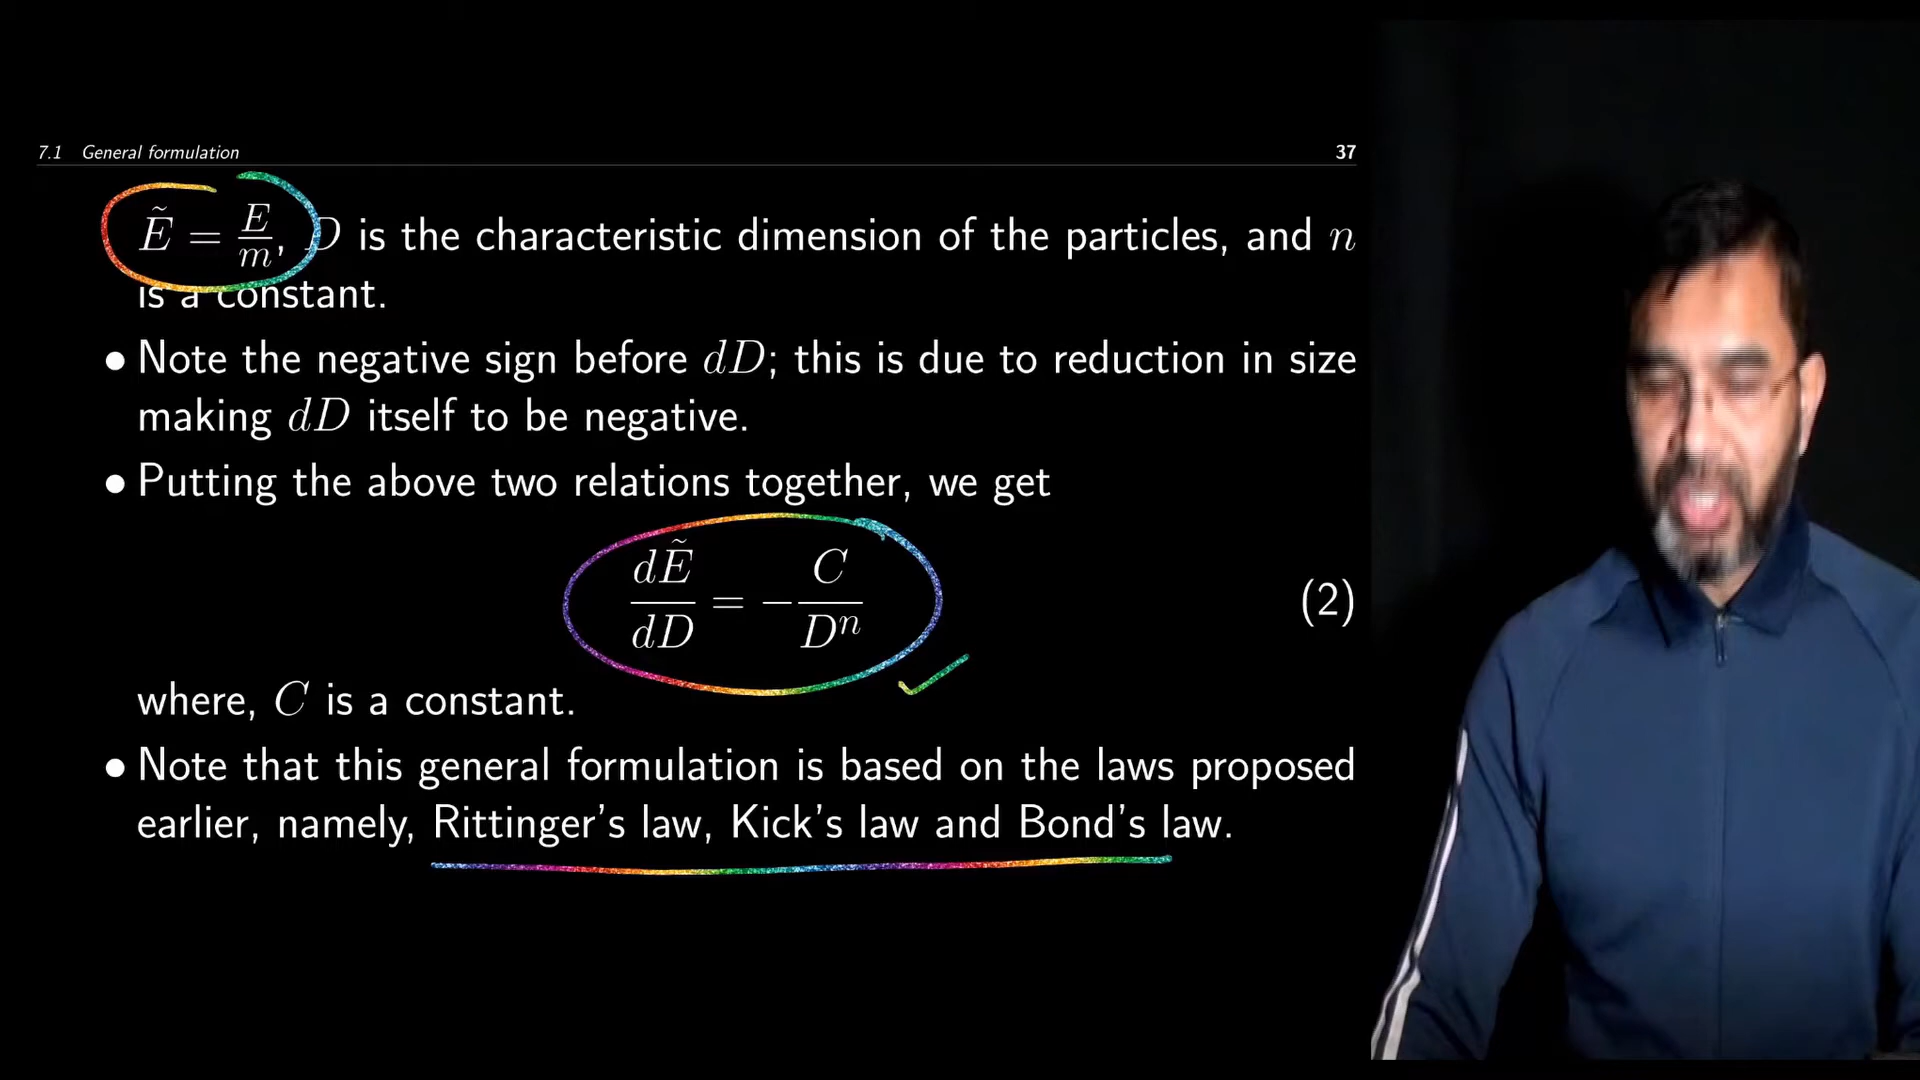 7.1 General formulation 37
Ẽ = E/m, D is the characteristic dimension of the particles, and n
is a constant.
● Note the negative sign before dD; this is due to reduction in size
making dD itself to be negative.
● Putting the above two relations together, we get
dẼ/dD = −C/Dⁿ (2)
where, C is a constant.
● Note that this general formulation is based on the laws proposed
earlier, namely, Rittinger's law, Kick's law and Bond's law.